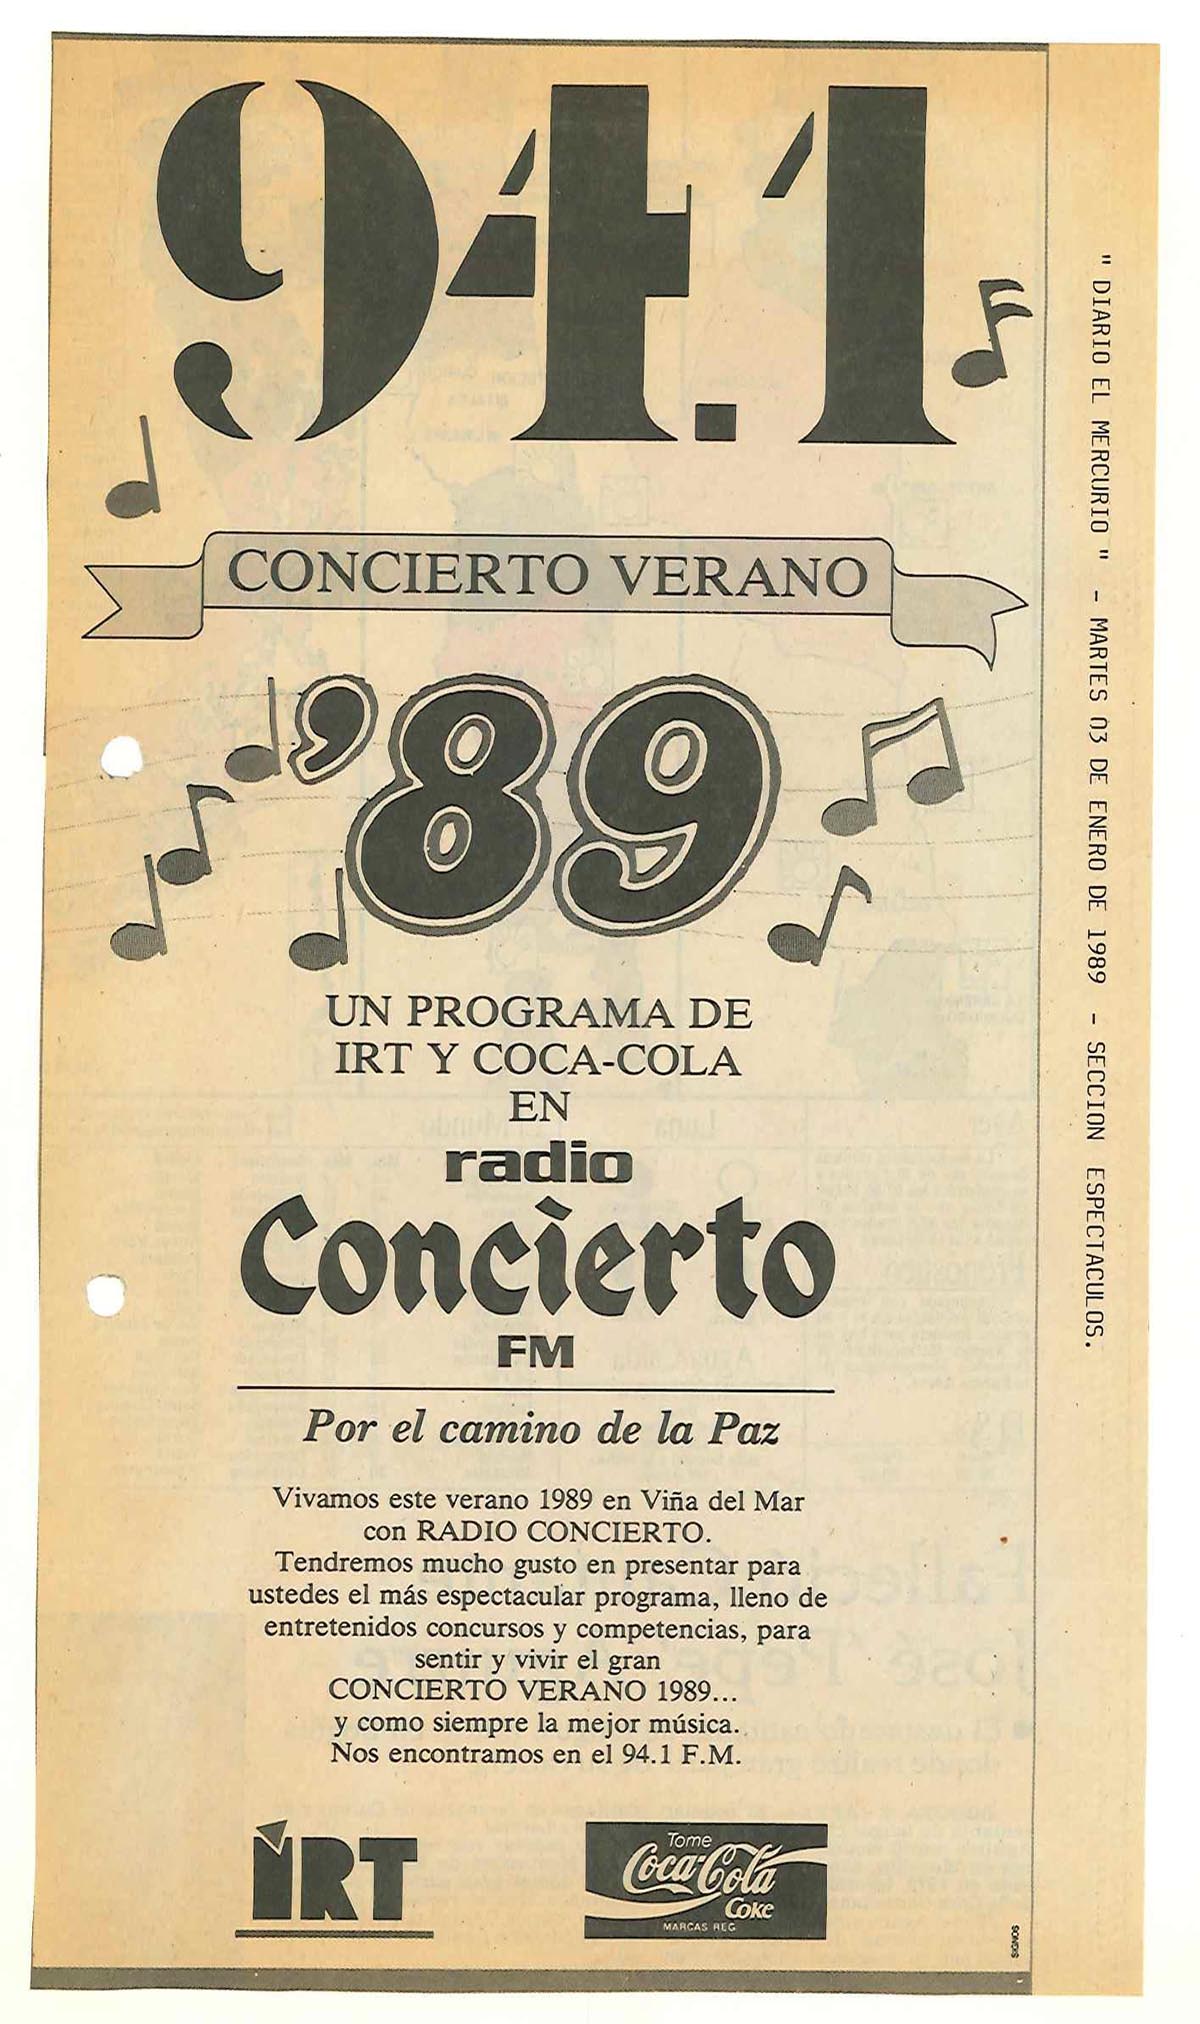 94.1
CONCIERTO VERANO
'89
UN PROGRAMA DE
IRT Y COCA-COLA
EN
radio
Concierto
FM
Por el camino de la Paz
Vivamos este verano 1989 en Viña del Mar
con RADIO CONCIERTO.
Tendremos mucho gusto en presentar para
ustedes el más espectacular programa, lleno de
entretenidos concursos y competencias, para
sentir y vivir el gran
CONCIERTO VERANO 1989...
y como siempre la mejor música.
Nos encontramos en el 94.1 F.M.
IRT
Tome
Coca-Cola
Coke
MARCAS REG
" DIARIO EL MERCURIO " - MARTES 03 DE ENERO DE 1989 - SECCION ESPECTACULOS.